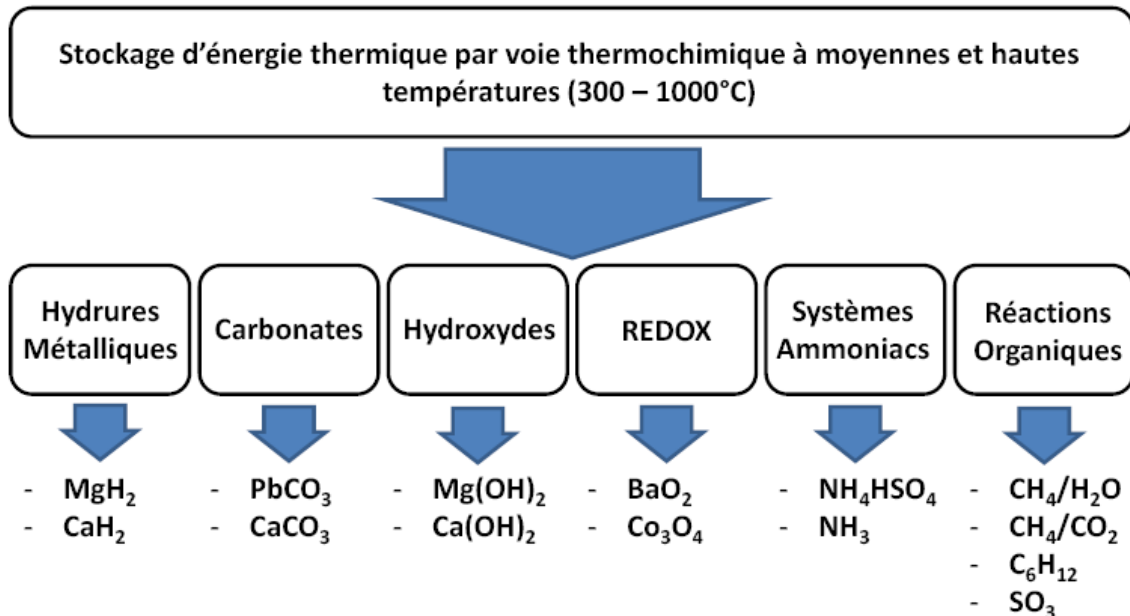 Stockage d'énergie thermique par voie thermochimique à moyennes et hautes
températures (300 – 1000°C)
Hydrures
Métalliques
Carbonates
Hydroxydes
REDOX
Systèmes
Ammoniacs
Réactions
Organiques
- MgH₂
- CaH₂
- PbCO₃
- CaCO₃
- Mg(OH)₂
- Ca(OH)₂
- BaO₂
- Co₃O₄
- NH₄HSO₄
- NH₃
- CH₄/H₂O
- CH₄/CO₂
- C₆H₁₂
- SO₃